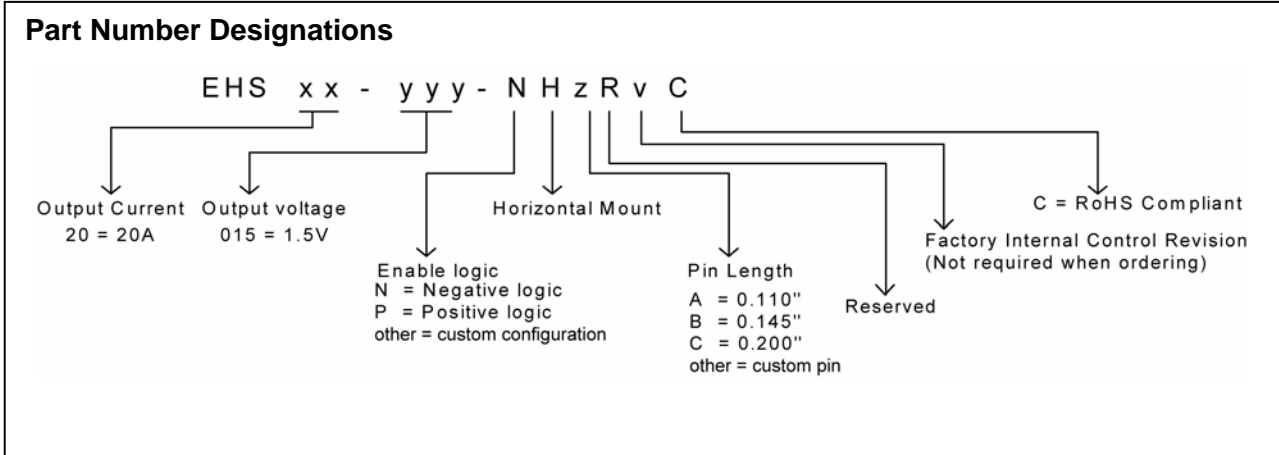 Part Number Designations
EHS xx - yyy - N H z R v C
Output Current
20 = 20A
Output voltage
015 = 1.5V
Enable logic
N = Negative logic
P = Positive logic
other = custom configuration
Horizontal Mount
Pin Length
A = 0.110"
B = 0.145"
C = 0.200"
other = custom pin
Reserved
Factory Internal Control Revision
(Not required when ordering)
C = RoHS Compliant